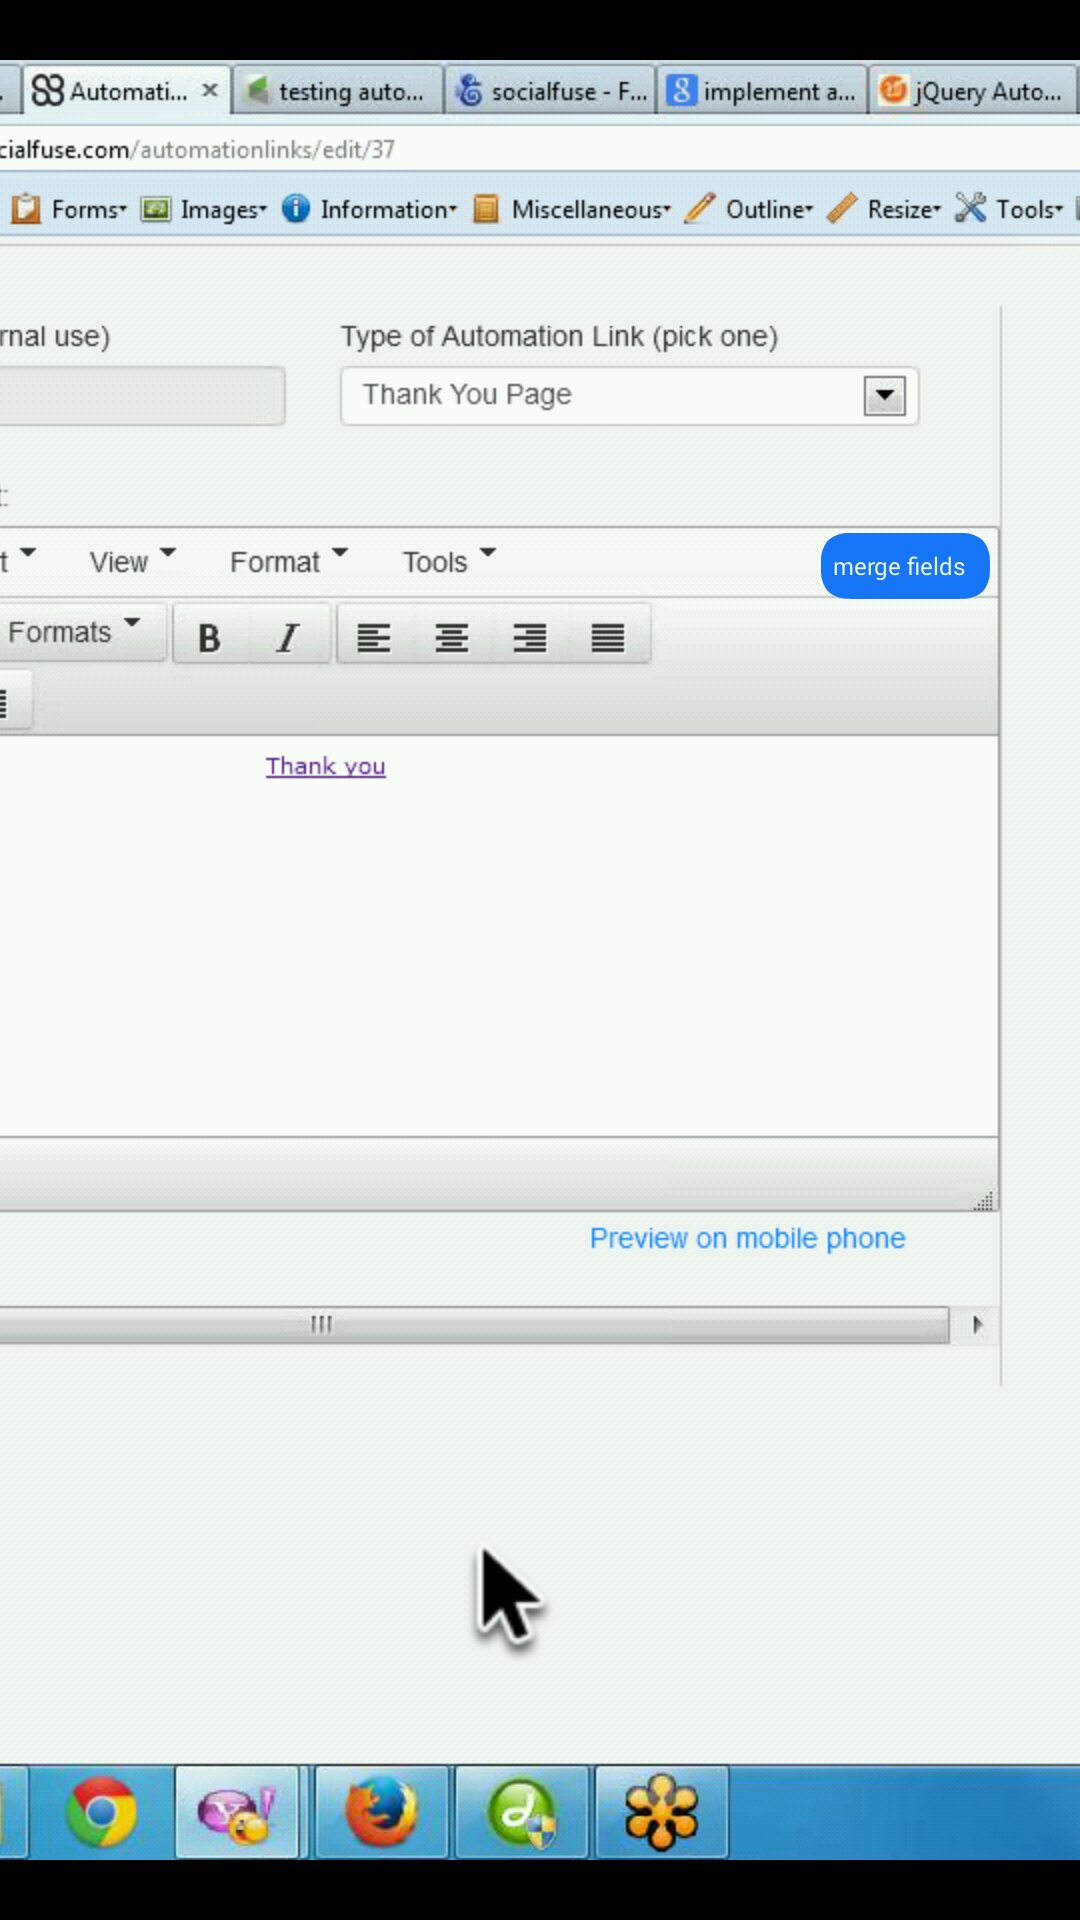 Automati...
testing auto...
socialfuse - F...
implement a...
jQuery Auto...
cialfuse.com/automationlinks/edit/37
Forms
Images
Information
Miscellaneous
Outline
Resize
Tools
rnal use)
Type of Automation Link (pick one)
Thank You Page
t:
t
View
Format
Tools
merge fields
Formats
B
I
Thank you
Preview on mobile phone